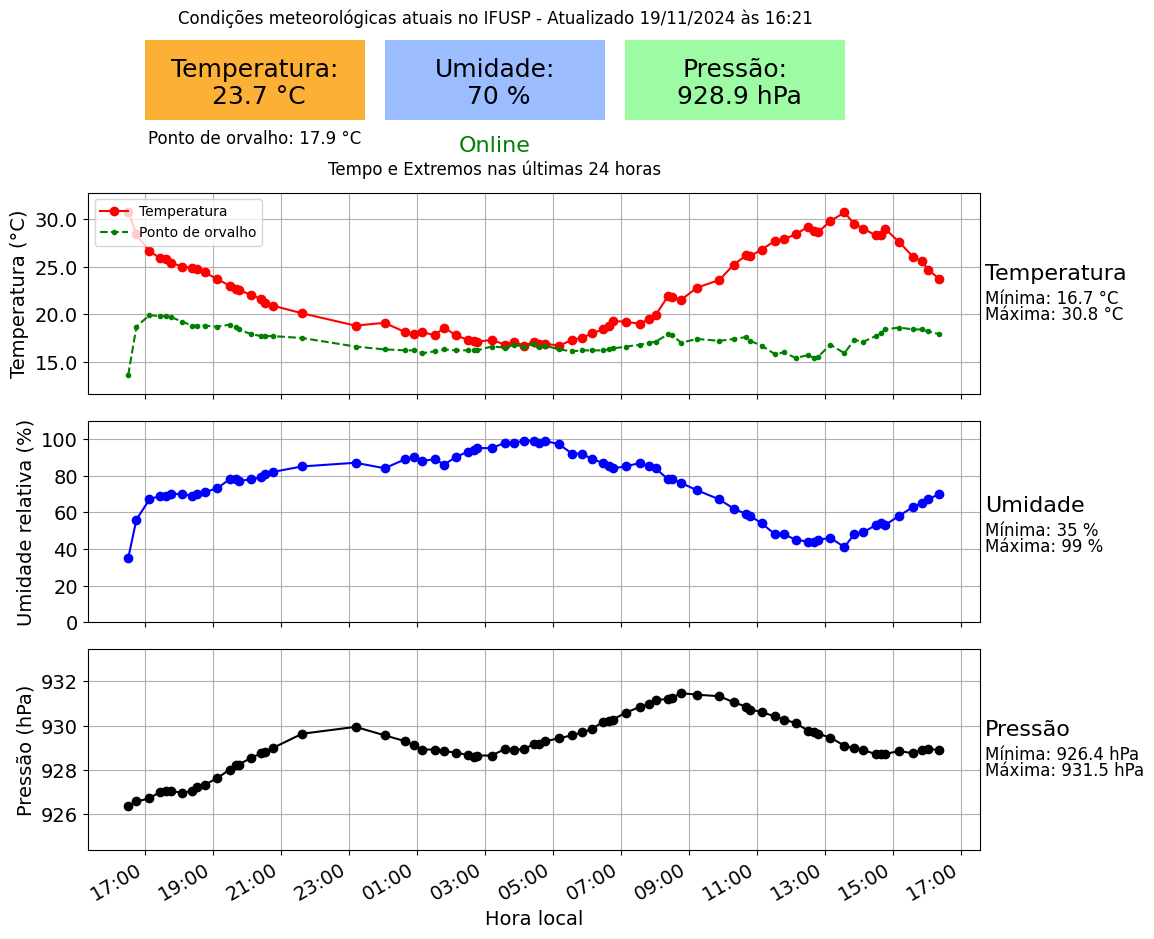 Condições meteorológicas atuais no IFUSP - Atualizado 19/11/2024 às 16:21
Temperatura:
23.7 °C
Umidade:
70 %
Pressão:
928.9 hPa
Ponto de orvalho: 17.9 °C
Online
Tempo e Extremos nas últimas 24 horas
Temperatura (°C)
30.0
25.0
20.0
15.0
Temperatura
Ponto de orvalho
Temperatura
Mínima: 16.7 °C
Máxima: 30.8 °C
Umidade relativa (%)
100
80
60
40
20
0
Umidade
Mínima: 35 %
Máxima: 99 %
Pressão (hPa)
932
930
928
926
Pressão
Mínima: 926.4 hPa
Máxima: 931.5 hPa
17:00 19:00 21:00 23:00 01:00 03:00 05:00 07:00 09:00 11:00 13:00 15:00 17:00
Hora local